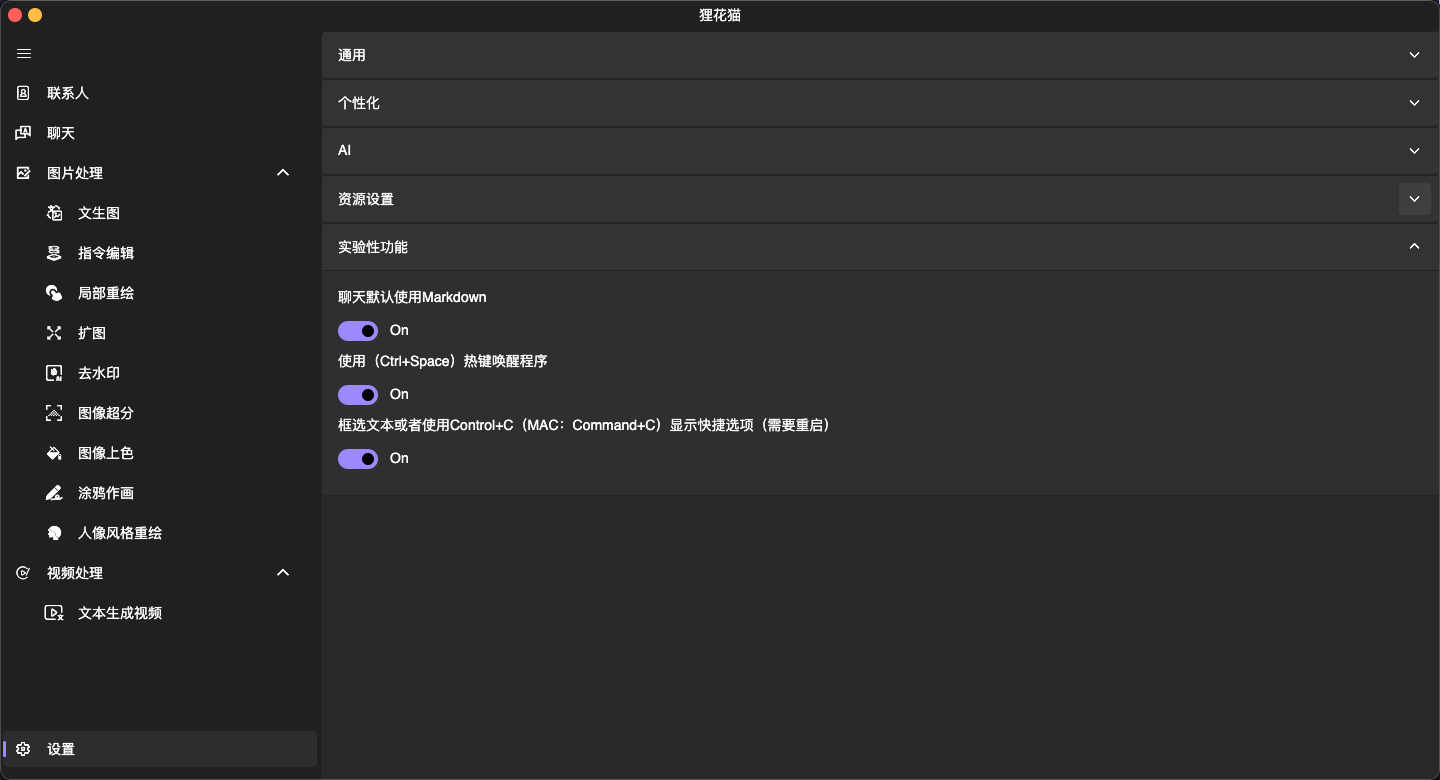 狸花猫
联系人
聊天
图片处理
文生图
指令编辑
局部重绘
扩图
去水印
图像超分
图像上色
涂鸦作画
人像风格重绘
视频处理
文本生成视频
设置
通用
个性化
AI
资源设置
实验性功能
聊天默认使用Markdown
On
使用（Ctrl+Space）热键唤醒程序
On
框选文本或者使用Control+C（MAC：Command+C）显示快捷选项（需要重启）
On